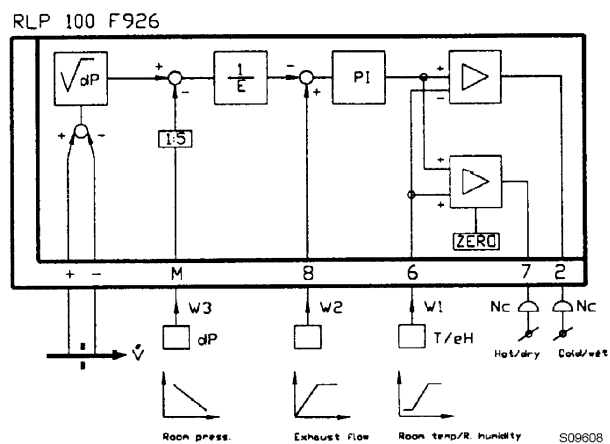 RLP 100 F926
√dP
+
-
1/E
-
+
PI
+
-
+
-
1:5
+
+
ZERO
+ - M 8 6 7 2
W3 W2 W1 Nc Nc
dP T/eH
V̇
Hot/dry Cold/wet
Room press. Exhaust flow Room temp/R. humidity
S09608